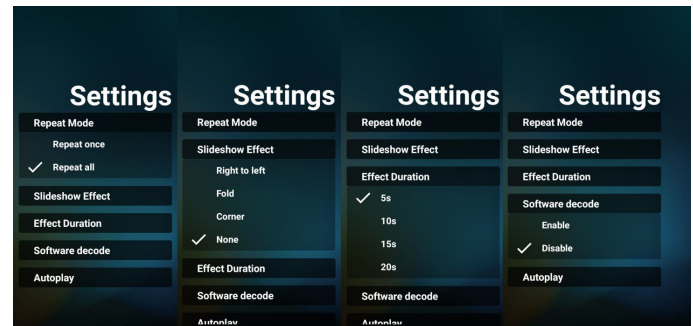 Settings
Repeat Mode
Repeat once
Repeat all
Slideshow Effect
Effect Duration
Software decode
Autoplay
Settings
Repeat Mode
Slideshow Effect
Right to left
Fold
Corner
None
Effect Duration
Software decode
Autoplay
Settings
Repeat Mode
Slideshow Effect
Effect Duration
5s
10s
15s
20s
Software decode
Autoplay
Settings
Repeat Mode
Slideshow Effect
Effect Duration
Software decode
Enable
Disable
Autoplay